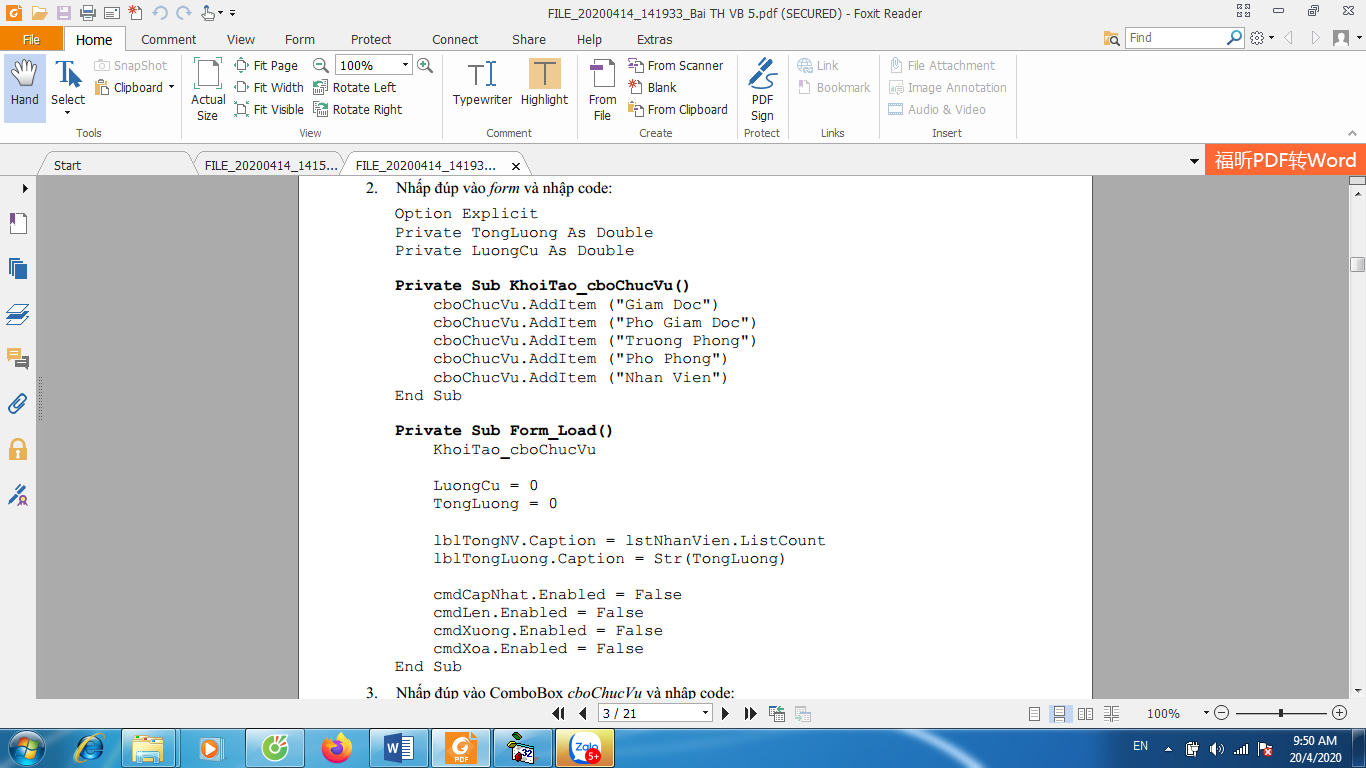 FILE_20200414_141933_Bai TH VB 5.pdf (SECURED) - Foxit Reader
File Home Comment View Form Protect Connect Share Help Extras Find
Hand
Select
SnapShot
Clipboard
Tools
Actual Size
Fit Page
Fit Width
Fit Visible
100%
Rotate Left
Rotate Right
View
Typewriter
Highlight
Comment
From File
From Scanner
Blank
From Clipboard
Create
PDF Sign
Protect
Link
Bookmark
Links
File Attachment
Image Annotation
Audio & Video
Insert
Start FILE_20200414_1415... FILE_20200414_14193... 福昕PDF转Word
2. Nhấp đúp vào form và nhập code:
Option Explicit
Private TongLuong As Double
Private LuongCu As Double
Private Sub KhoiTao_cboChucVu()
cboChucVu.AddItem ("Giam Doc")
cboChucVu.AddItem ("Pho Giam Doc")
cboChucVu.AddItem ("Truong Phong")
cboChucVu.AddItem ("Pho Phong")
cboChucVu.AddItem ("Nhan Vien")
End Sub
Private Sub Form_Load()
KhoiTao_cboChucVu
LuongCu = 0
TongLuong = 0
lblTongNV.Caption = lstNhanVien.ListCount
lblTongLuong.Caption = Str(TongLuong)
cmdCapNhat.Enabled = False
cmdLen.Enabled = False
cmdXuong.Enabled = False
cmdXoa.Enabled = False
End Sub
3. Nhấp đúp vào ComboBox cboChucVu và nhập code:
3 / 21
100%
PDF
32
Zalo
5+
EN
9:50 AM
20/4/2020